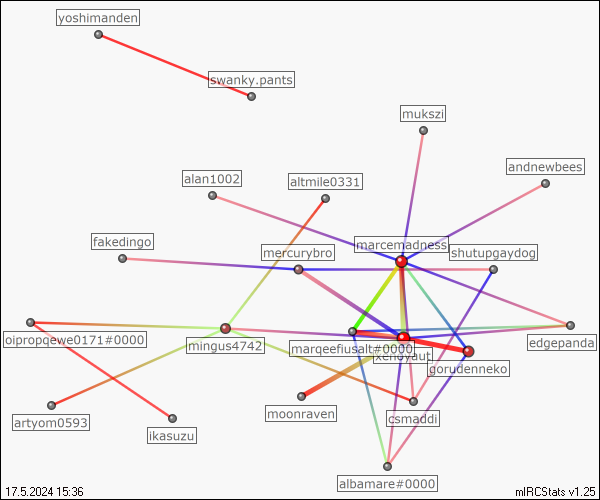 yoshimanden
swanky.pants
mukszi
andnewbees
alan1002
altmile0331
fakedingo
marcemadness
mercurybro
shutupgaydog
oipropqewe0171#0000
mingus4742
marqeefiusalt#0000
xenoyaut
edgepanda
gorudenneko
moonraven
csmaddi
artyom0593
ikasuzu
albamare#0000
17.5.2024 15:36
mIRCStats v1.25